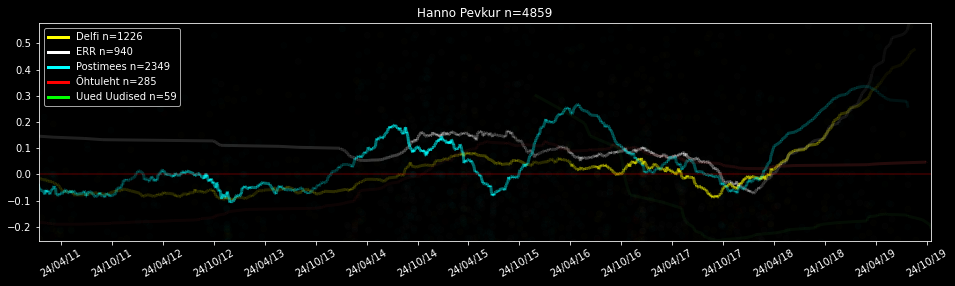 Hanno Pevkur n=4859
Delfi n=1226
ERR n=940
Postimees n=2349
Õhtuleht n=285
Uued Uudised n=59
0.5
0.4
0.3
0.2
0.1
0.0
−0.1
−0.2
24/04/11 24/10/11 24/04/12 24/10/12 24/04/13 24/10/13 24/04/14 24/10/14 24/04/15 24/10/15 24/04/16 24/10/16 24/04/17 24/10/17 24/04/18 24/10/18 24/04/19 24/10/19